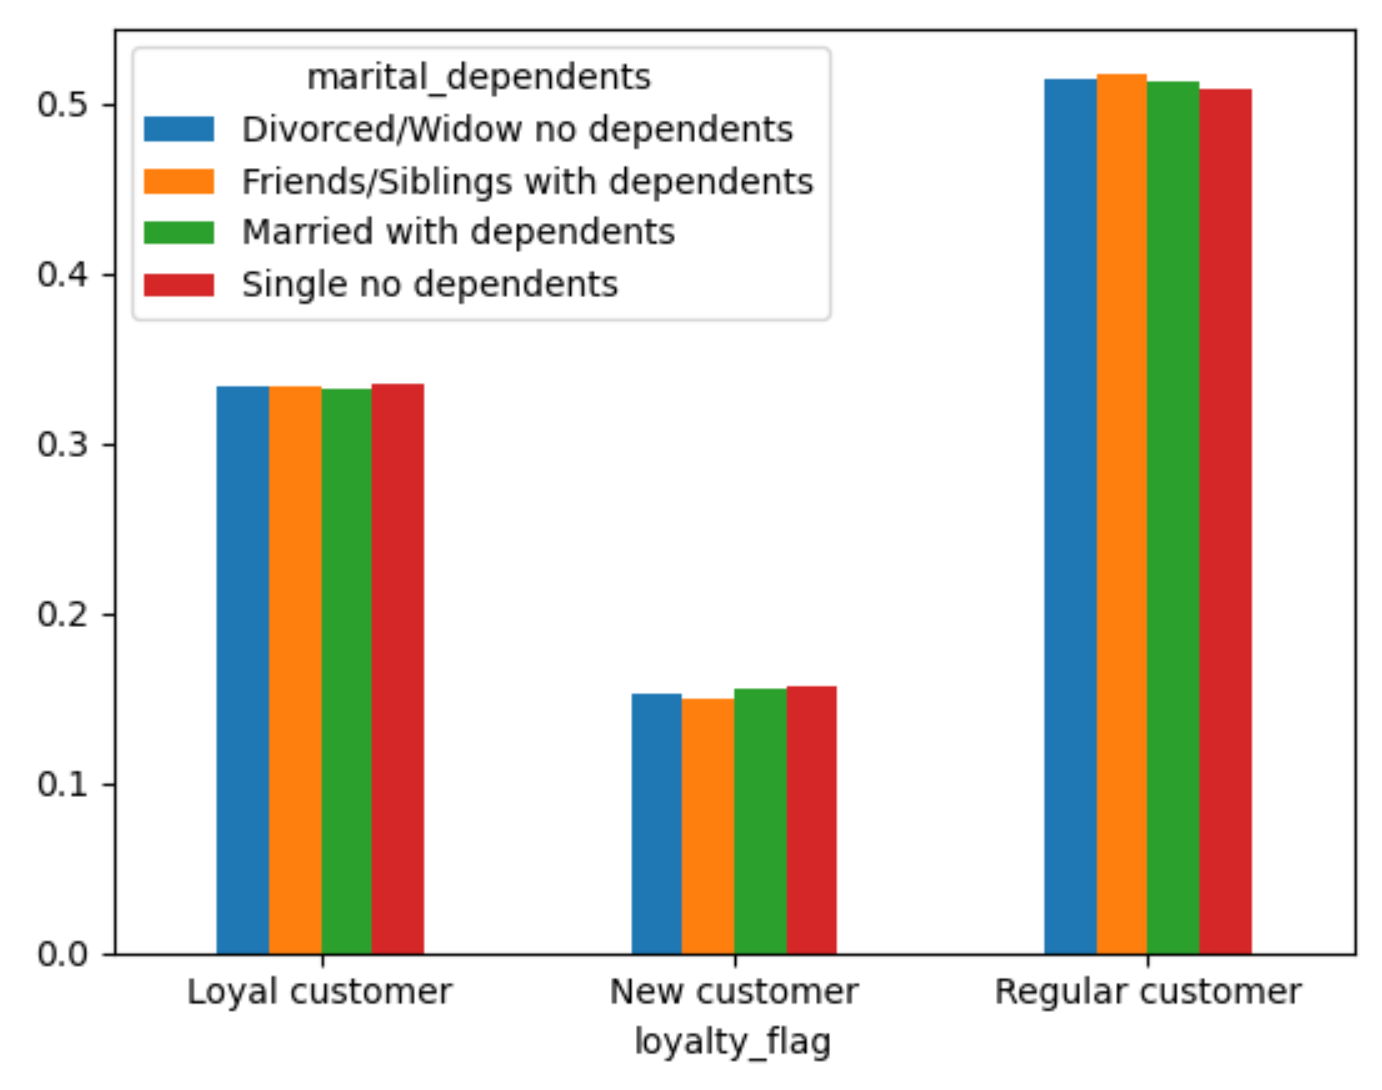 marital_dependents
Divorced/Widow no dependents
Friends/Siblings with dependents
Married with dependents
Single no dependents
0.5
0.4
0.3
0.2
0.1
0.0
Loyal customer New customer Regular customer
loyalty_flag